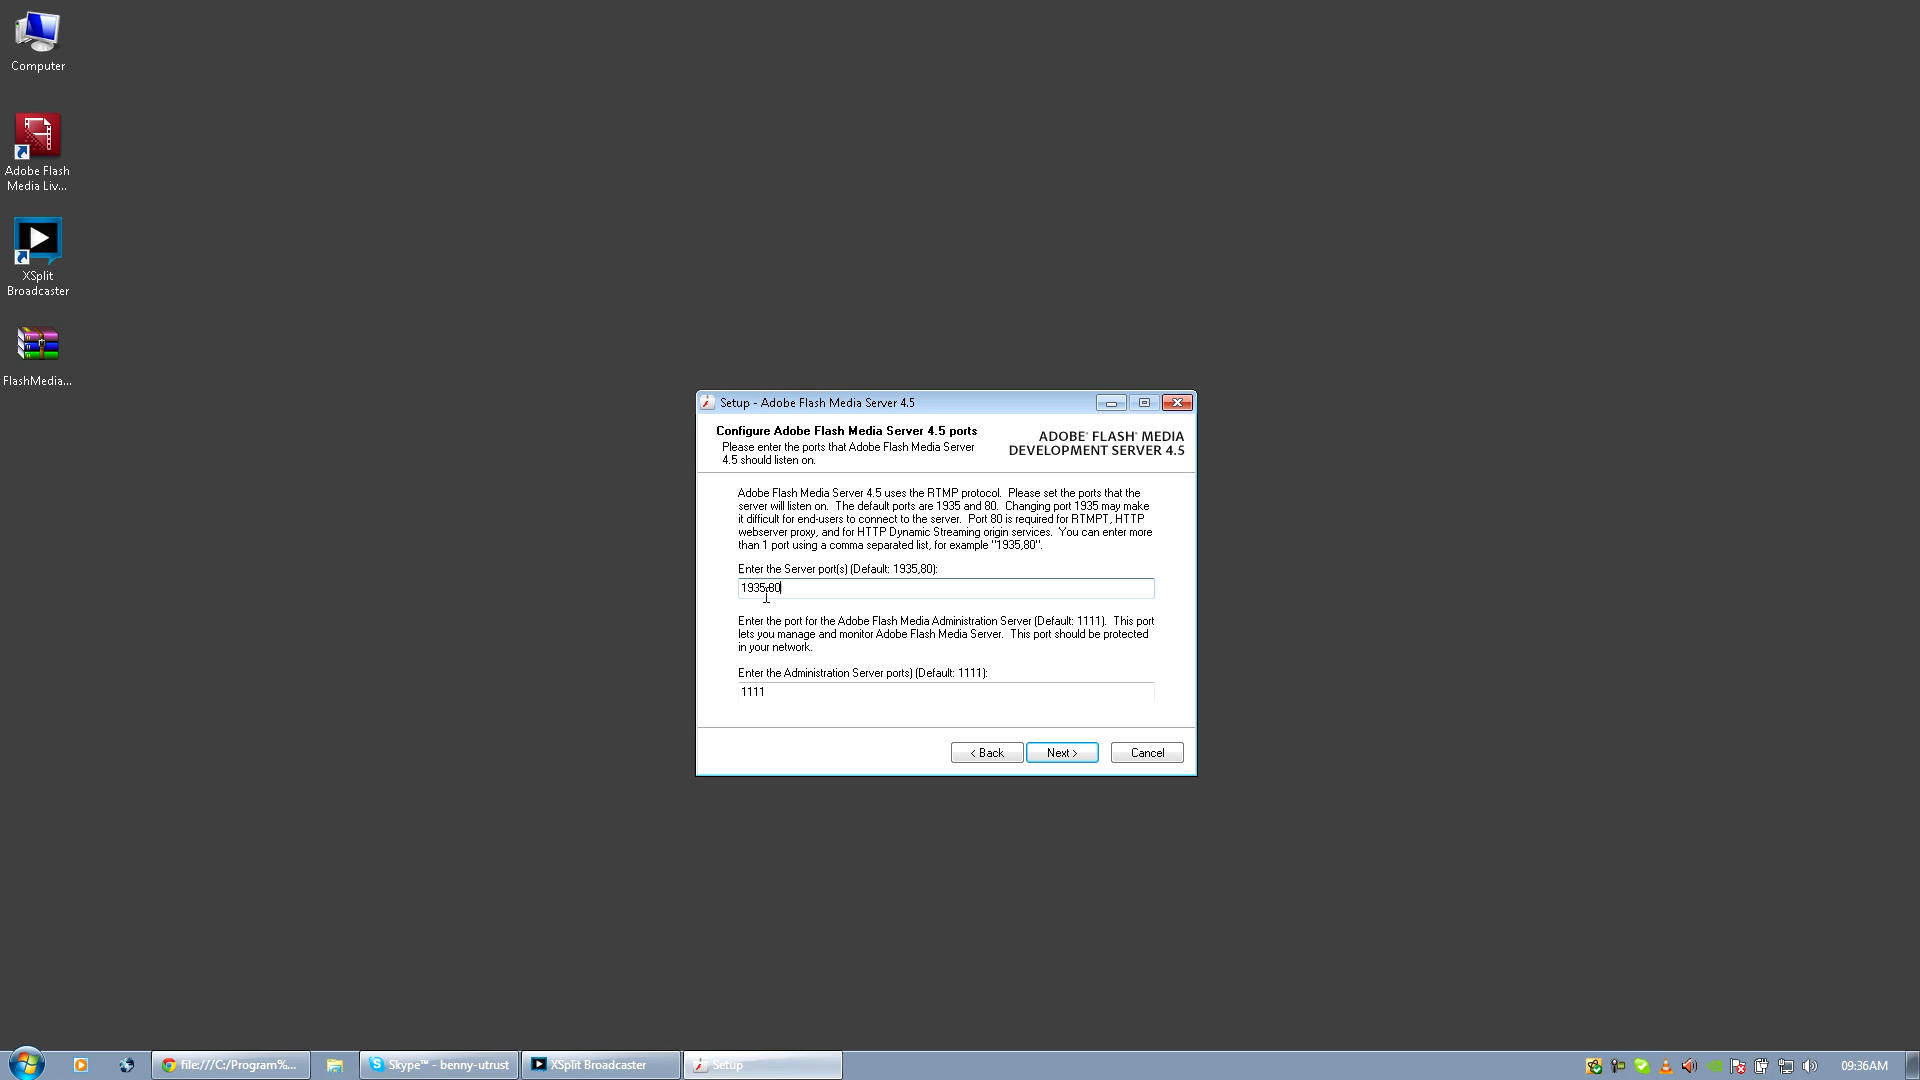 Computer
Adobe Flash
Media Liv...
XSplit
Broadcaster
FlashMedia...
Setup - Adobe Flash Media Server 4.5
Configure Adobe Flash Media Server 4.5 ports
Please enter the ports that Adobe Flash Media Server
4.5 should listen on.
ADOBE® FLASH® MEDIA
DEVELOPMENT SERVER 4.5
Adobe Flash Media Server 4.5 uses the RTMP protocol. Please set the ports that the
server will listen on. The default ports are 1935 and 80. Changing port 1935 may make
it difficult for end-users to connect to the server. Port 80 is required for RTMPT, HTTP
webserver proxy, and for HTTP Dynamic Streaming origin services. You can enter more
than 1 port using a comma separated list, for example "1935,80".
Enter the Server port(s) (Default: 1935,80):
1935,80
Enter the port for the Adobe Flash Media Administration Server (Default: 1111). This port
lets you manage and monitor Adobe Flash Media Server. This port should be protected
in your network.
Enter the Administration Server ports) (Default: 1111):
1111
< Back
Next >
Cancel
file:///C:/Program%...
Skype™ - benny-utrust
XSplit Broadcaster
Setup
09:36AM